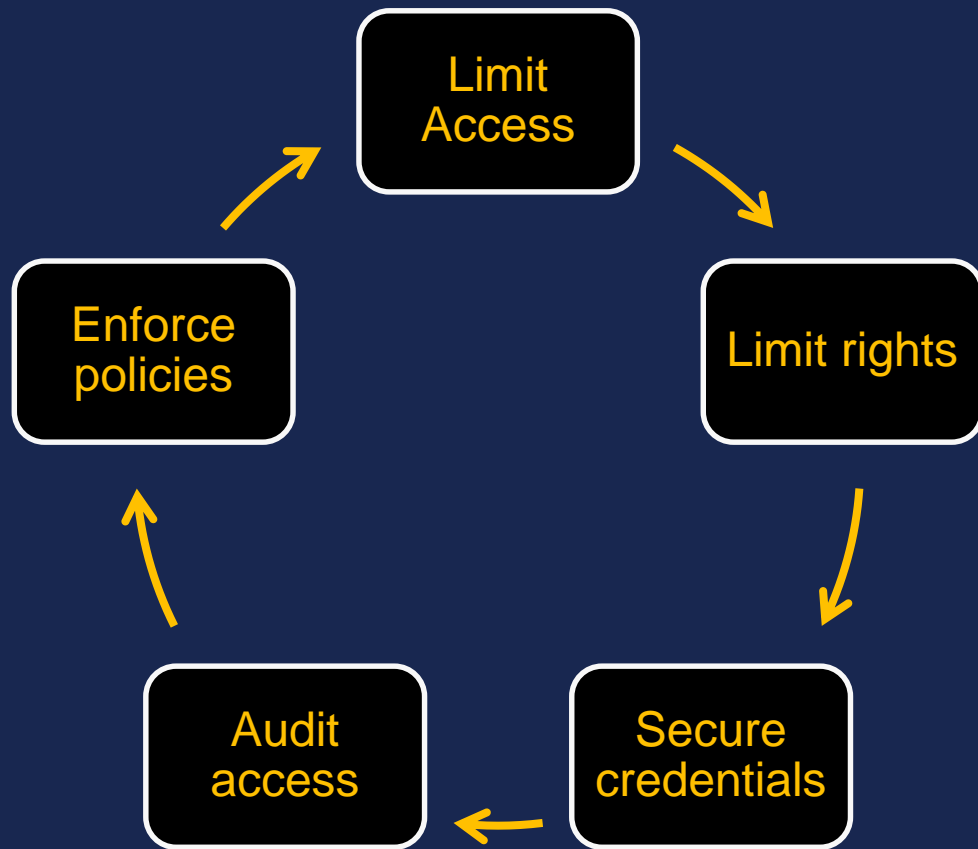 Limit
Access
Limit rights
Secure
credentials
Audit
access
Enforce
policies